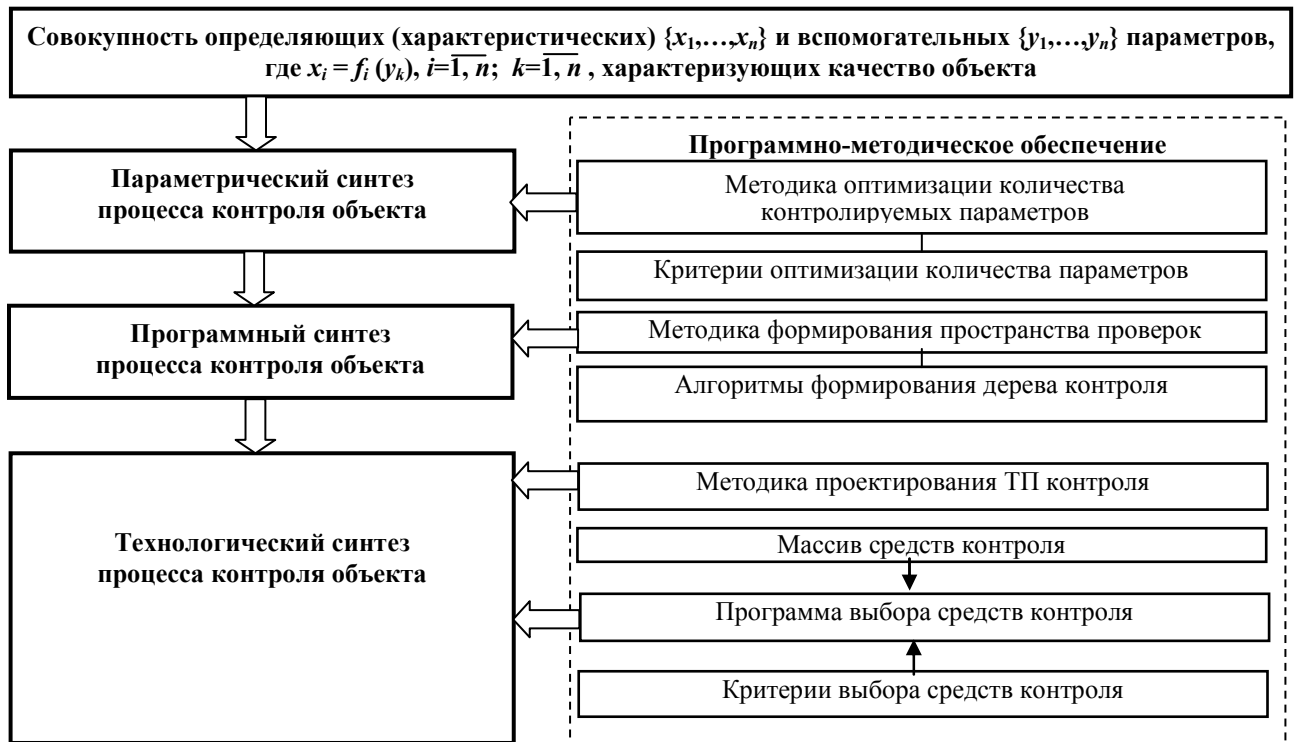 Совокупность определяющих (характеристических) {x₁,…,xₙ} и вспомогательных {y₁,…,yₙ} параметров,
где xᵢ = fᵢ (yₖ), i=1, n; k=1, n , характеризующих качество объекта
Программно-методическое обеспечение
Параметрический синтез
процесса контроля объекта
Методика оптимизации количества
контролируемых параметров
Критерии оптимизации количества параметров
Программный синтез
процесса контроля объекта
Методика формирования пространства проверок
Алгоритмы формирования дерева контроля
Технологический синтез
процесса контроля объекта
Методика проектирования ТП контроля
Массив средств контроля
Программа выбора средств контроля
Критерии выбора средств контроля